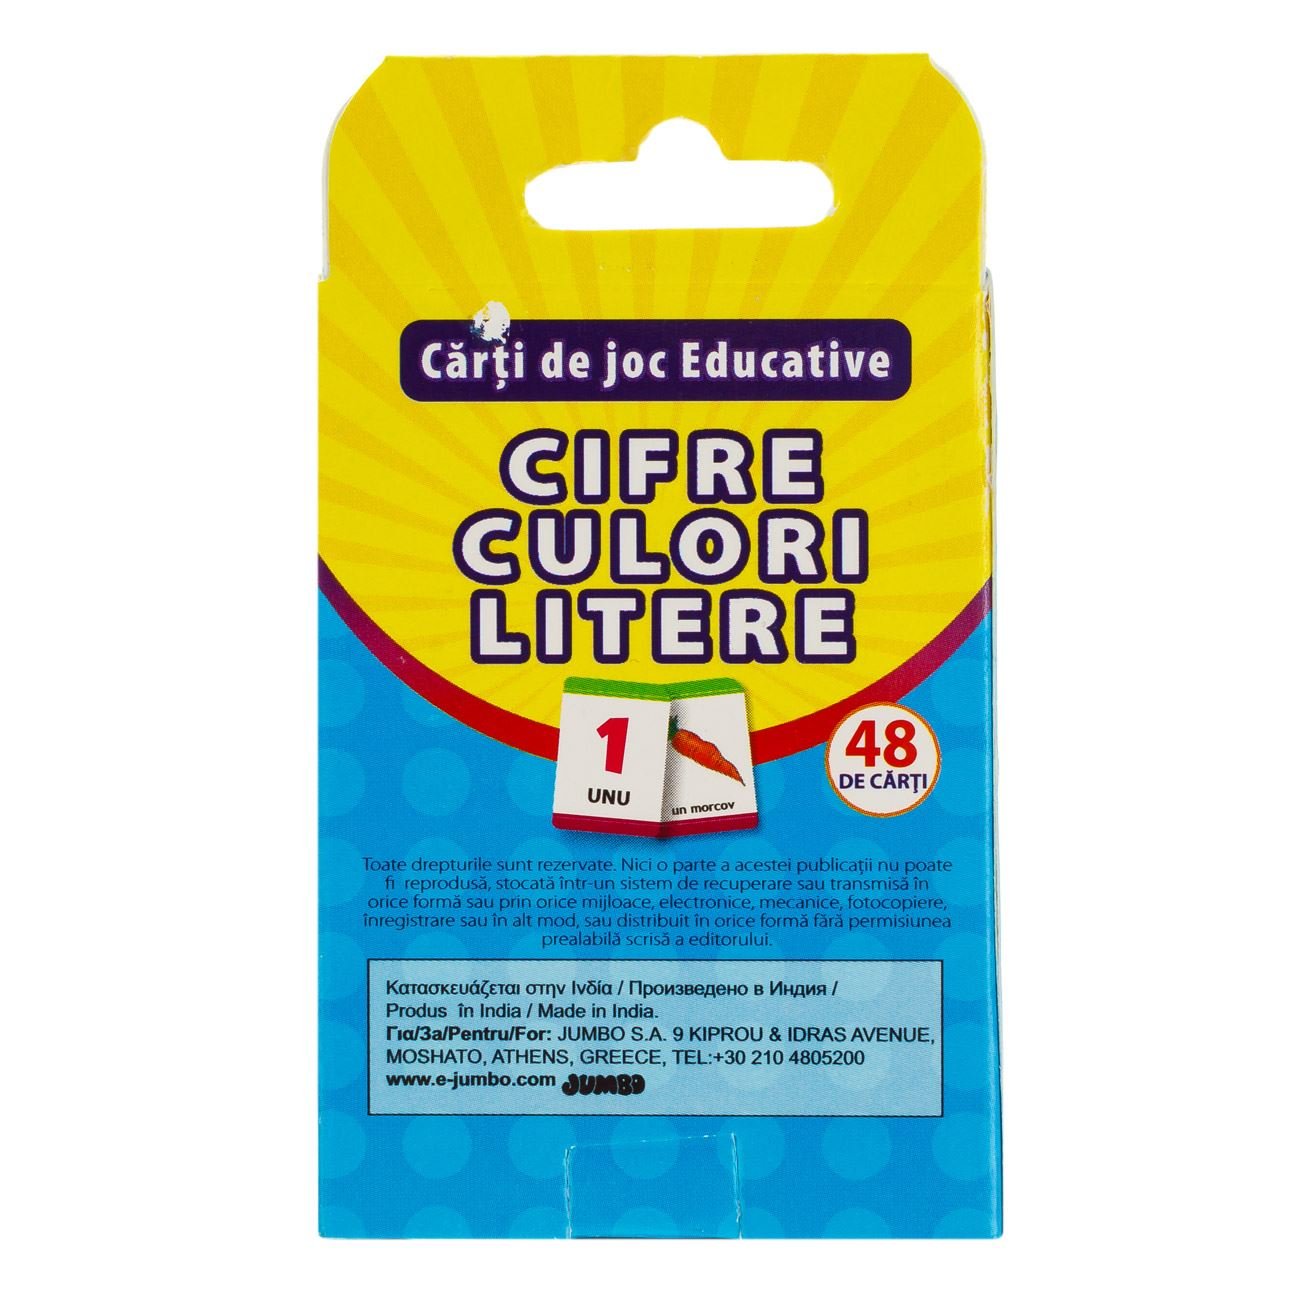 Cărţi de joc Educative
CIFRE
CULORI
LITERE
1
UNU
un morcov
48
DE CĂRŢI
Toate drepturile sunt rezervate. Nici o parte a acestei publicaţii nu poate
fi reprodusă, stocată într-un sistem de recuperare sau transmisă în
orice formă sau prin orice mijloace, electronice, mecanice, fotocopiere,
înregistrare sau în alt mod, sau distribuit în orice formă fără permisiunea
prealabilă scrisă a editorului.
Κατασκευάζεται στην Ινδία / Произведено в Индия /
Produs în India / Made in India.
Για/За/Pentru/For: JUMBO S.A. 9 KIPROU & IDRAS AVENUE,
MOSHATO, ATHENS, GREECE, TEL:+30 210 4805200
www.e-jumbo.com JUMBO